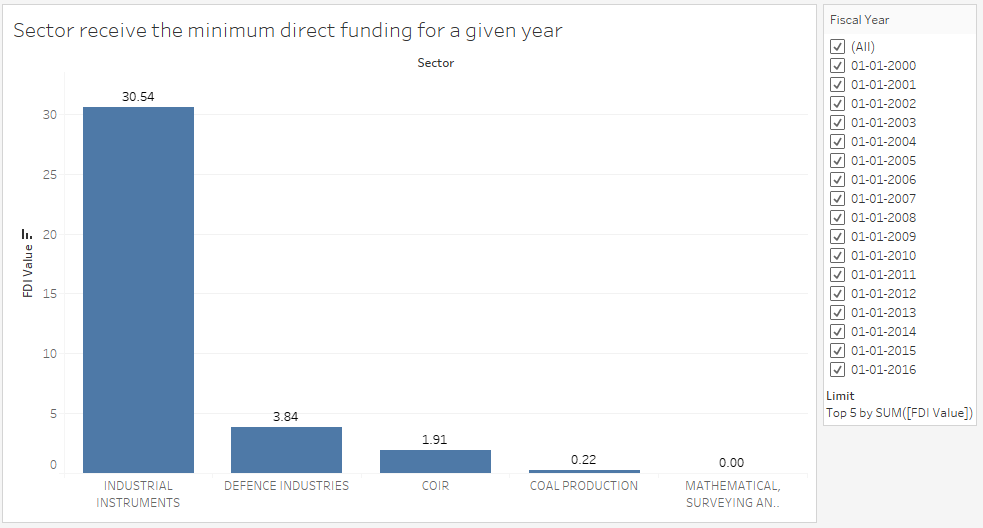 Sector receive the minimum direct funding for a given year
Sector
FDI Value
30
25
20
15
10
5
0
30.54
3.84
1.91
0.22
0.00
INDUSTRIAL
INSTRUMENTS
DEFENCE INDUSTRIES
COIR
COAL PRODUCTION
MATHEMATICAL,
SURVEYING AN..
Fiscal Year
(All)
01-01-2000
01-01-2001
01-01-2002
01-01-2003
01-01-2004
01-01-2005
01-01-2006
01-01-2007
01-01-2008
01-01-2009
01-01-2010
01-01-2011
01-01-2012
01-01-2013
01-01-2014
01-01-2015
01-01-2016
Limit
Top 5 by SUM([FDI Value])